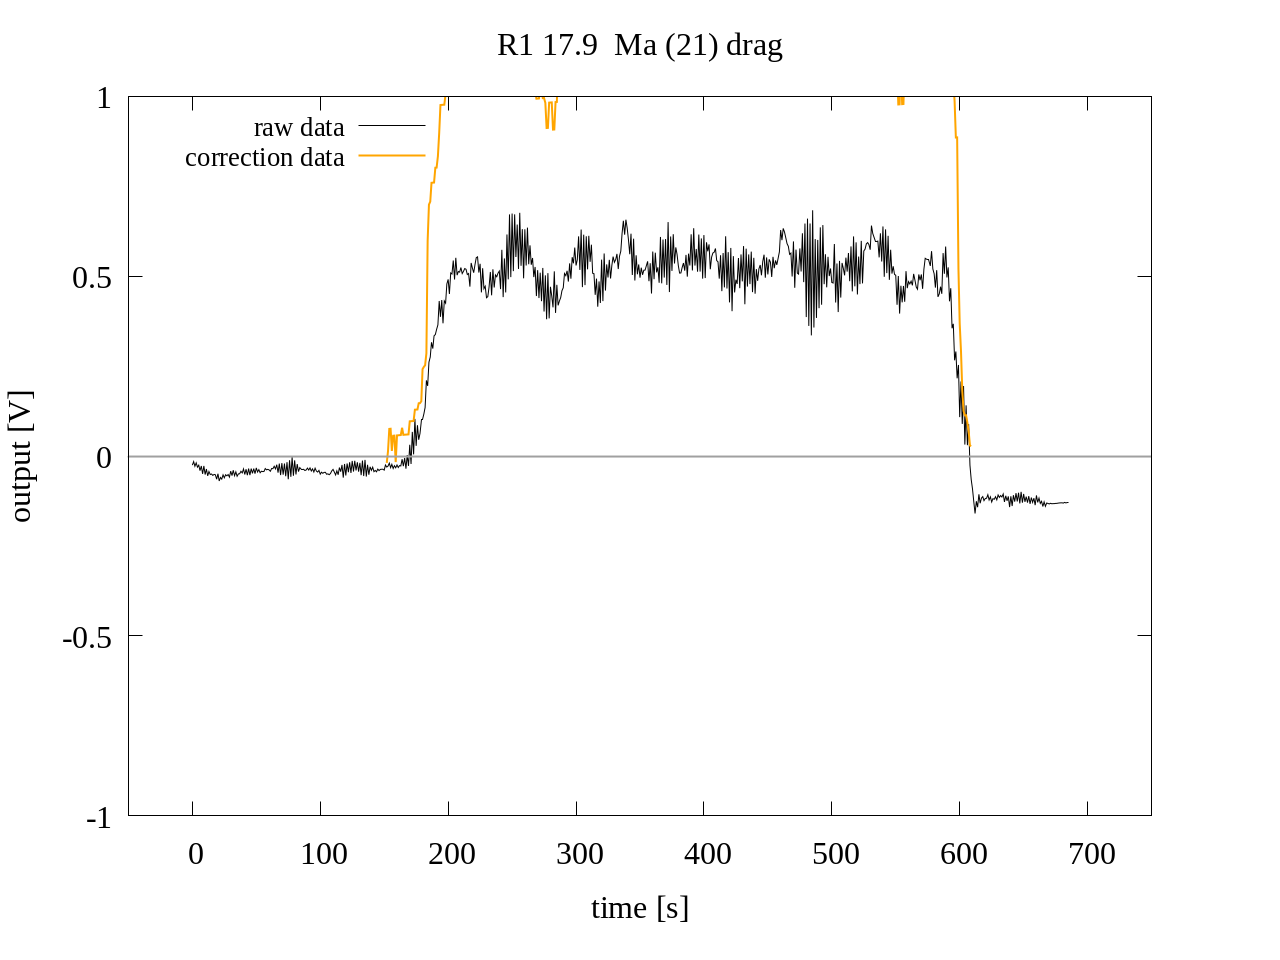 R1 17.9  Ma (21) drag
raw data
correction data
output [V]
1
0.5
0
-0.5
-1
0 100 200 300 400 500 600 700
time [s]